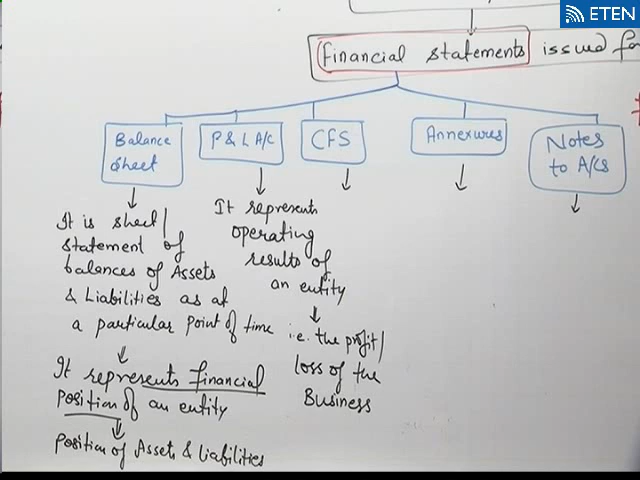 ETEN
Financial statements issued fo
Balance
Sheet
P & L A/c
CFS
Annexures
Notes
to A/cs
It is sheet/
statement of
balances of Assets
& Liabilities as at
a particular point of time
It represents
operating
results of
an entity
i.e. the profit/
loss of the
Business
It represents financial
position of an entity
position of Assets & liabilities